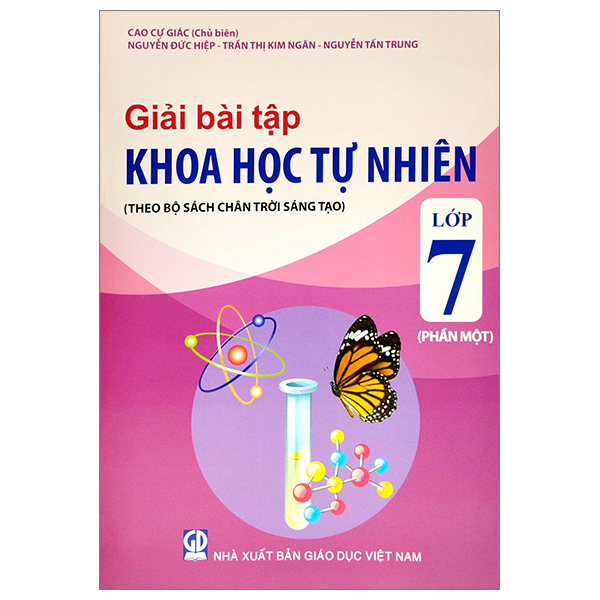 CAO CỰ GIÁC (Chủ biên)
NGUYỄN ĐỨC HIỆP - TRẦN THỊ KIM NGÂN - NGUYỄN TẤN TRUNG
Giải bài tập
KHOA HỌC TỰ NHIÊN
(THEO BỘ SÁCH CHÂN TRỜI SÁNG TẠO)
LỚP
7
(PHẦN MỘT)
GD
NHÀ XUẤT BẢN GIÁO DỤC VIỆT NAM